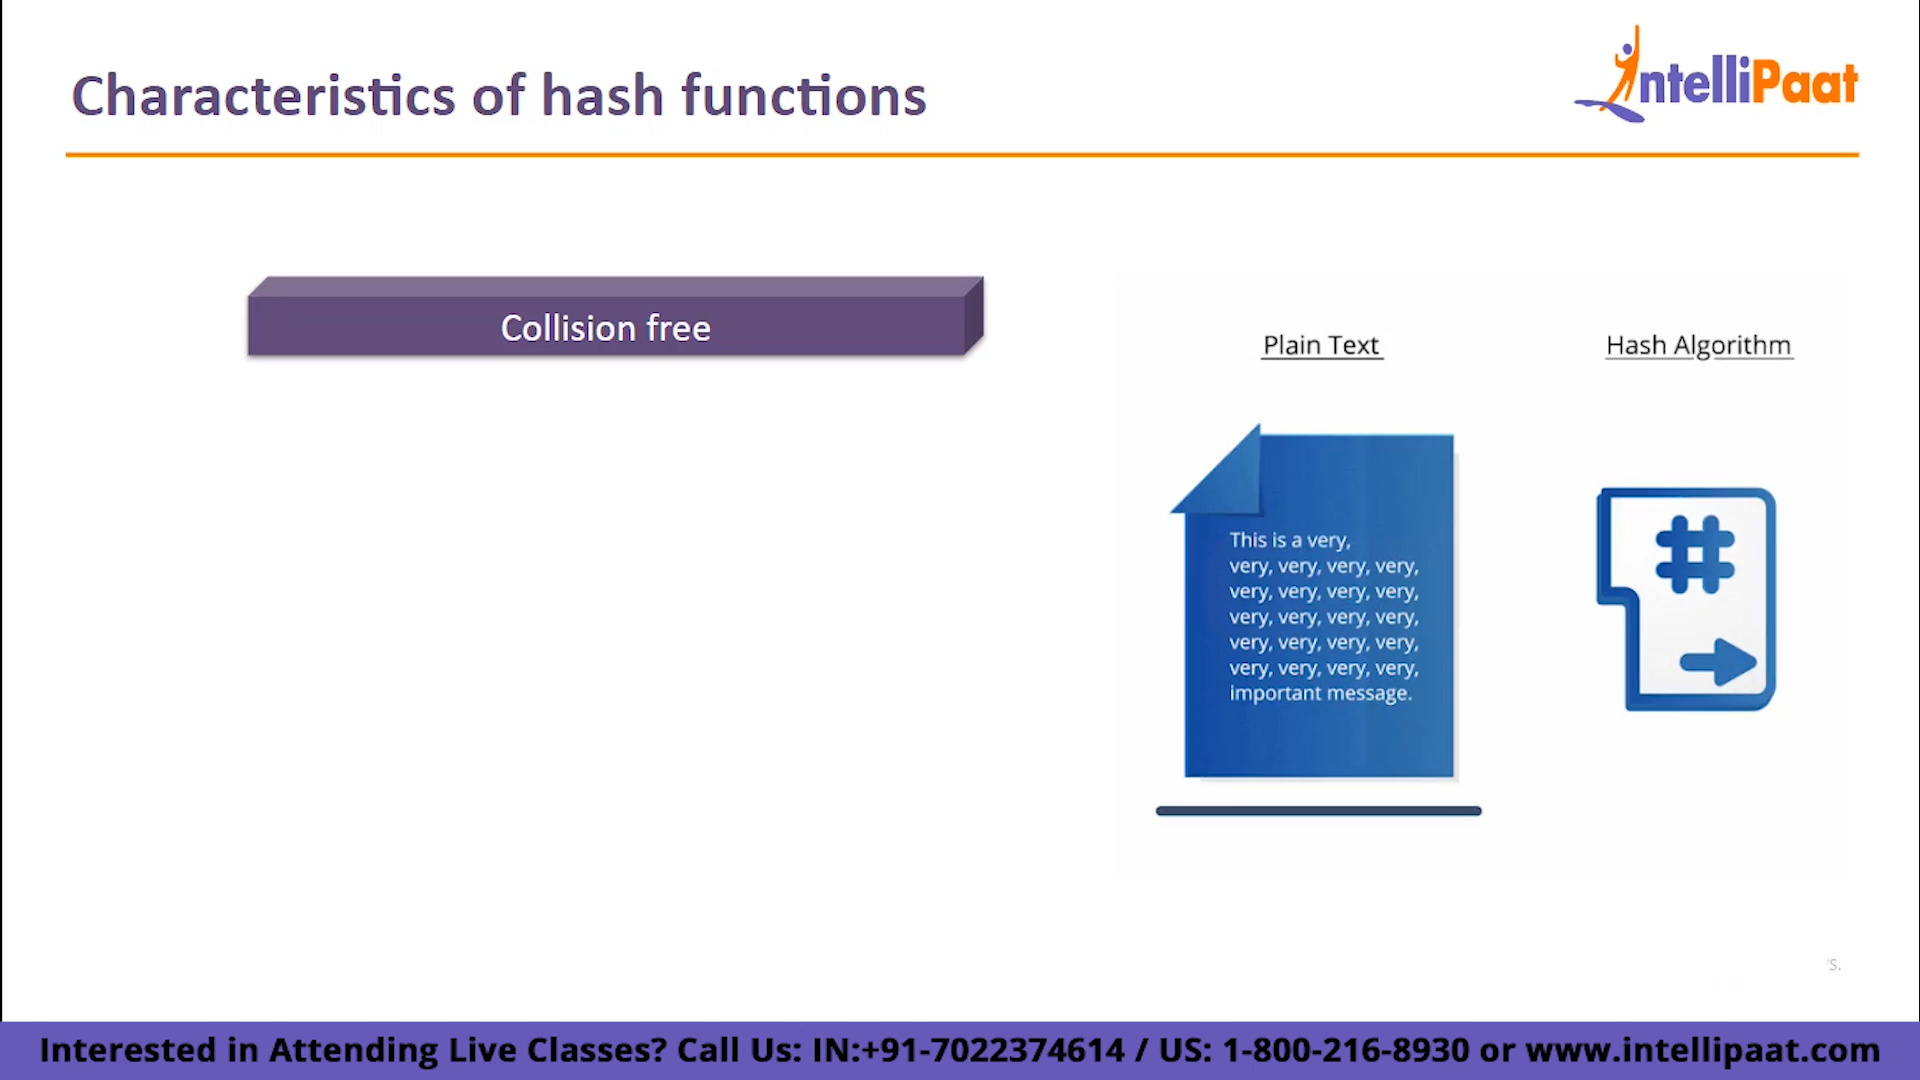 Characteristics of hash functions
IntelliPaat
Collision free
Plain Text
Hash Algorithm
This is a very,
very, very, very, very,
very, very, very, very,
very, very, very, very,
very, very, very, very,
very, very, very, very,
important message.
#
Interested in Attending Live Classes? Call Us: IN:+91-7022374614 / US: 1-800-216-8930 or www.intellipaat.com